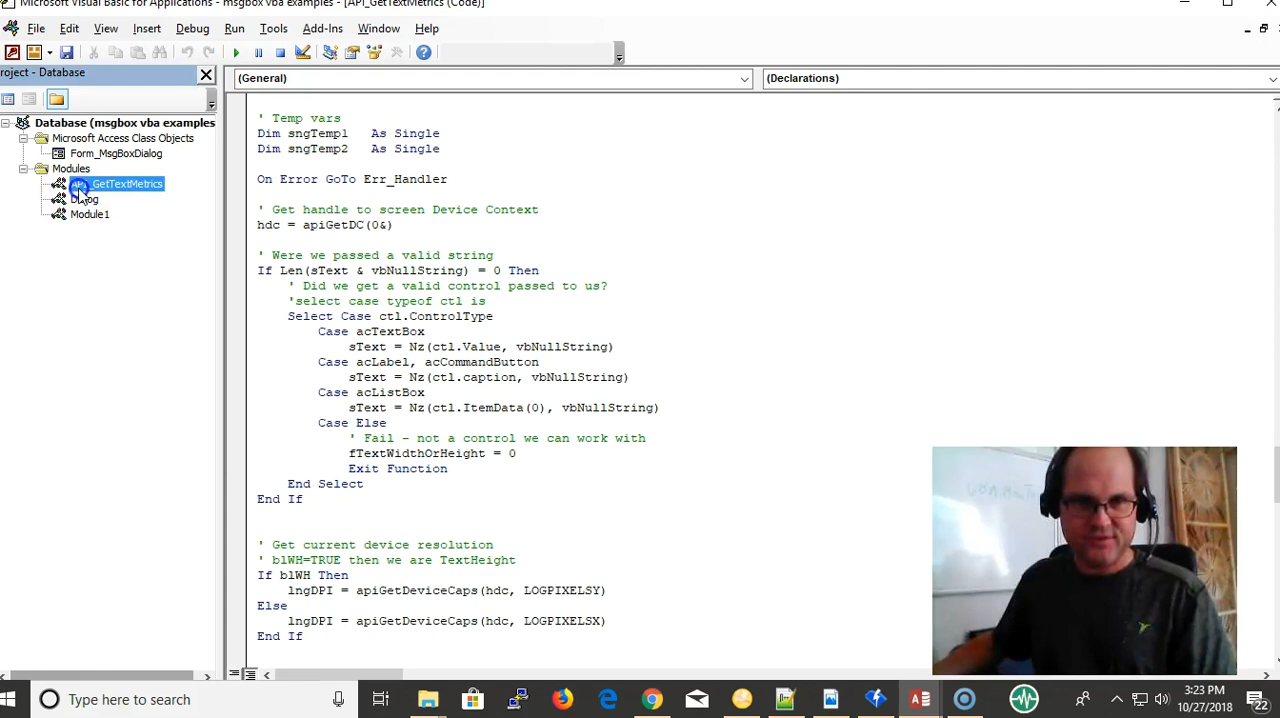 Microsoft Visual Basic for Applications - msgbox vba examples - [API_GetTextMetrics (Code)]
File Edit View Insert Format Debug Run Tools Add-Ins Window Help
roject - Database
(General) (Declarations)
Database (msgbox vba examples
Microsoft Access Class Objects
Form_MsgBoxDialog
Modules
API_GetTextMetrics
Dialog
Module1
' Temp vars
Dim sngTemp1 As Single
Dim sngTemp2 As Single
On Error GoTo Err_Handler
' Get handle to screen Device Context
hdc = apiGetDC(0&)
' Were we passed a valid string
If Len(sText & vbNullString) = 0 Then
' Did we get a valid control passed to us?
'select case typeof ctl is
Select Case ctl.ControlType
Case acTextBox
sText = Nz(ctl.Value, vbNullString)
Case acLabel, acCommandButton
sText = Nz(ctl.caption, vbNullString)
Case acListBox
sText = Nz(ctl.ItemData(0), vbNullString)
Case Else
' Fail - not a control we can work with
fTextWidthOrHeight = 0
Exit Function
End Select
End If
' Get current device resolution
' blWH=TRUE then we are TextHeight
If blWH Then
lngDPI = apiGetDeviceCaps(hdc, LOGPIXELSY)
Else
lngDPI = apiGetDeviceCaps(hdc, LOGPIXELSX)
End If
Type here to search
3:23 PM
10/27/2018
22